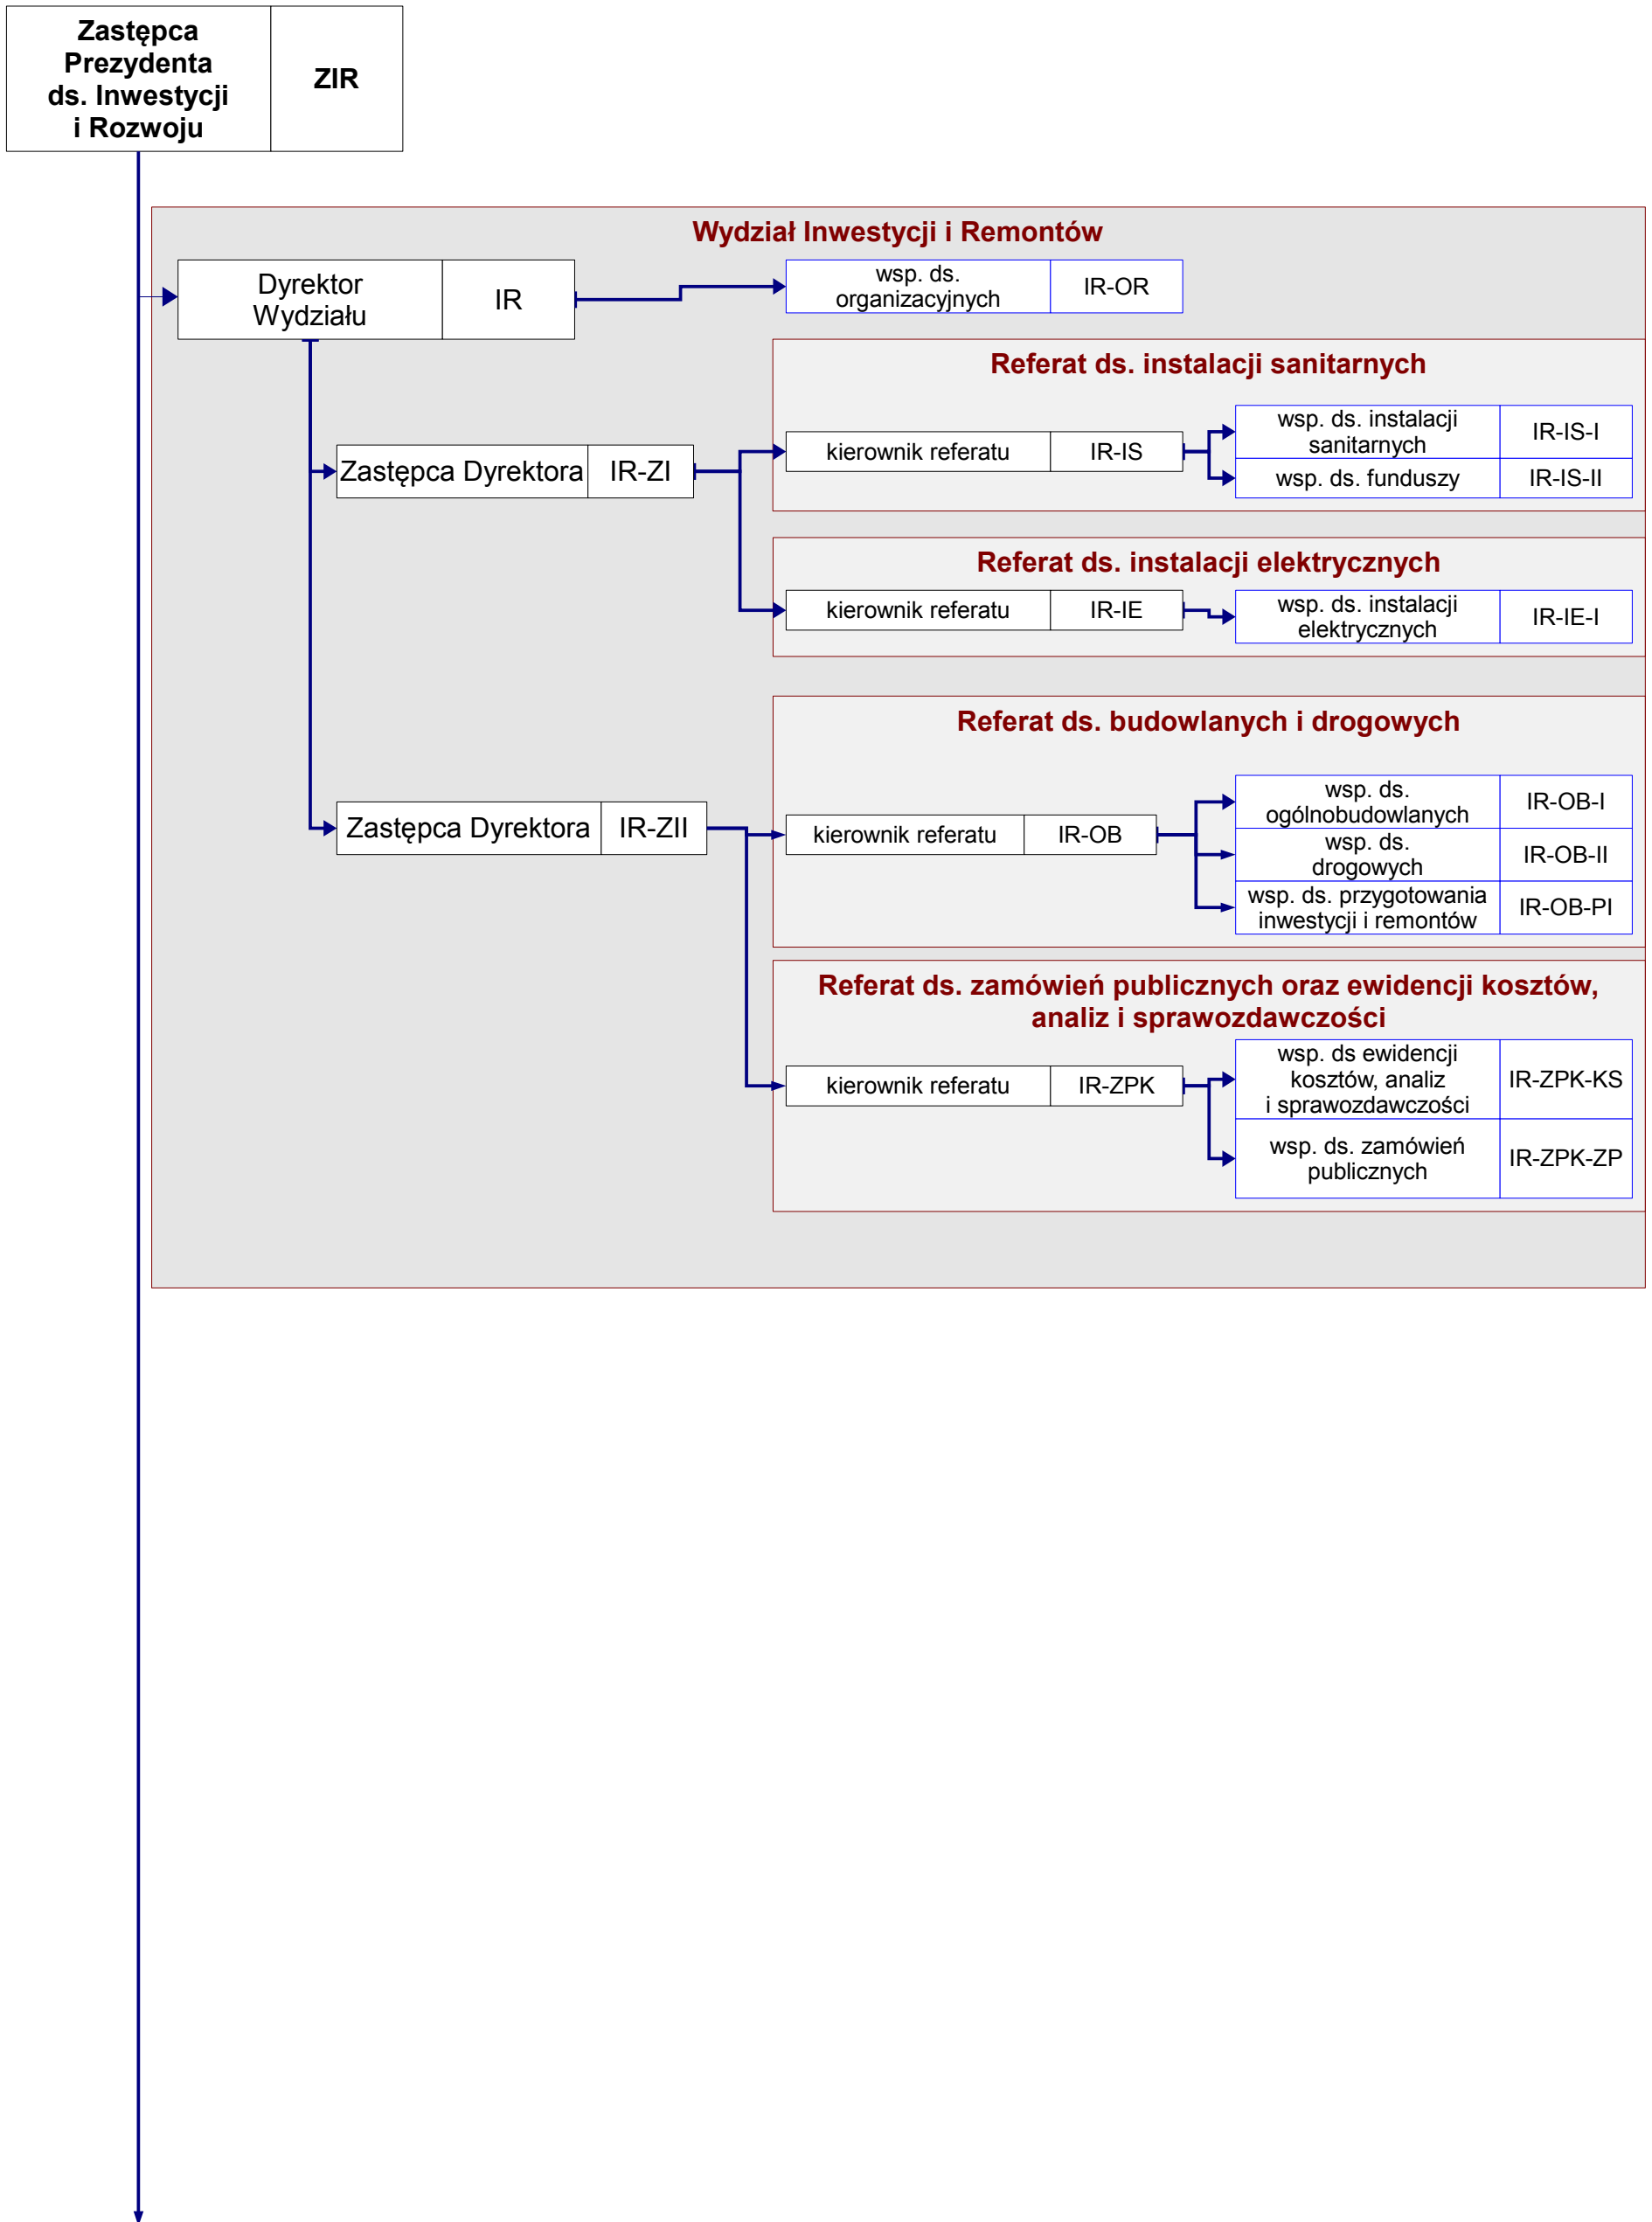 Zastępca
Prezydenta
ds. Inwestycji
i Rozwoju
ZIR
Wydział Inwestycji i Remontów
Dyrektor
Wydziału
IR
wsp. ds.
organizacyjnych
IR-OR
Referat ds. instalacji sanitarnych
Zastępca Dyrektora
IR-ZI
kierownik referatu
IR-IS
wsp. ds. instalacji
sanitarnych
IR-IS-I
wsp. ds. funduszy
IR-IS-II
Referat ds. instalacji elektrycznych
kierownik referatu
IR-IE
wsp. ds. instalacji
elektrycznych
IR-IE-I
Referat ds. budowlanych i drogowych
Zastępca Dyrektora
IR-ZII
kierownik referatu
IR-OB
wsp. ds.
ogólnobudowlanych
IR-OB-I
wsp. ds.
drogowych
IR-OB-II
wsp. ds. przygotowania
inwestycji i remontów
IR-OB-PI
Referat ds. zamówień publicznych oraz ewidencji kosztów,
analiz i sprawozdawczości
kierownik referatu
IR-ZPK
wsp. ds ewidencji
kosztów, analiz
i sprawozdawczości
IR-ZPK-KS
wsp. ds. zamówień
publicznych
IR-ZPK-ZP